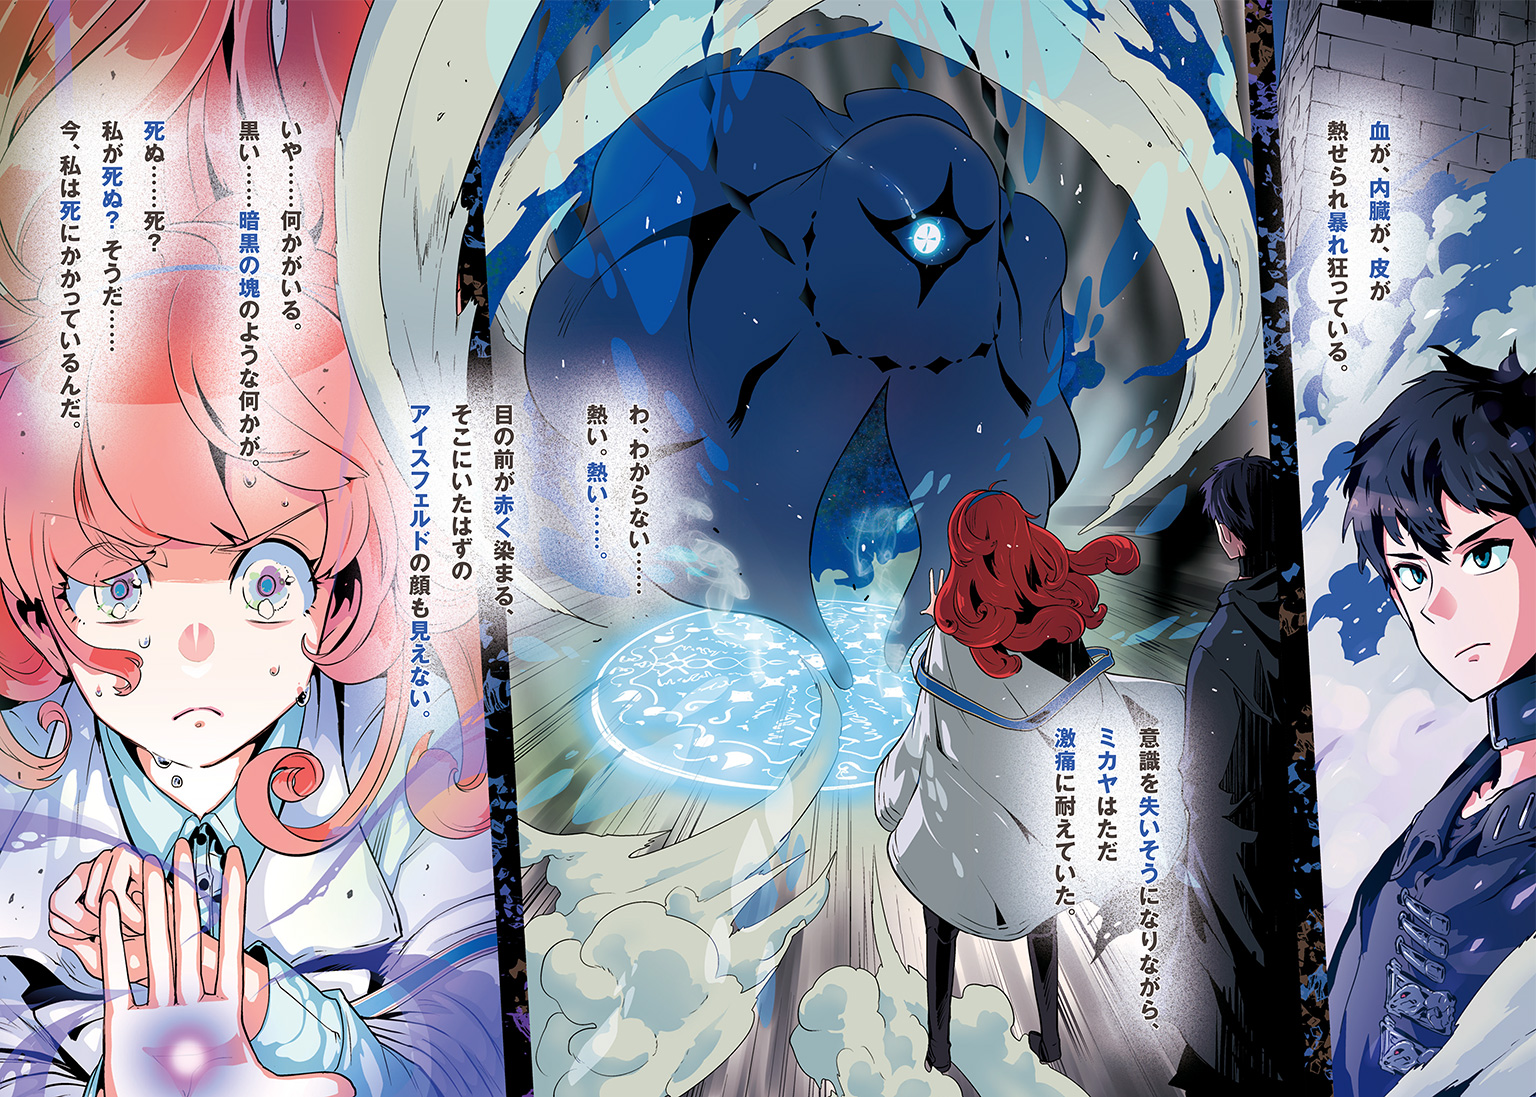 血が、内臓が、皮が
熱せられ暴れ狂っている。
意識を失いそうになりながら、
ミカヤはただ
激痛に耐えていた。
わ、わからない……
熱い。熱い……。
目の前が赤く染まる、
そこにいたはずの
アイスフェルドの顔も見えない。
いや……何かがいる。
黒い……暗黒の塊のような何かが。
死ぬ……死？
私が死ぬ？そうだ……
今、私は死にかかっているんだ。